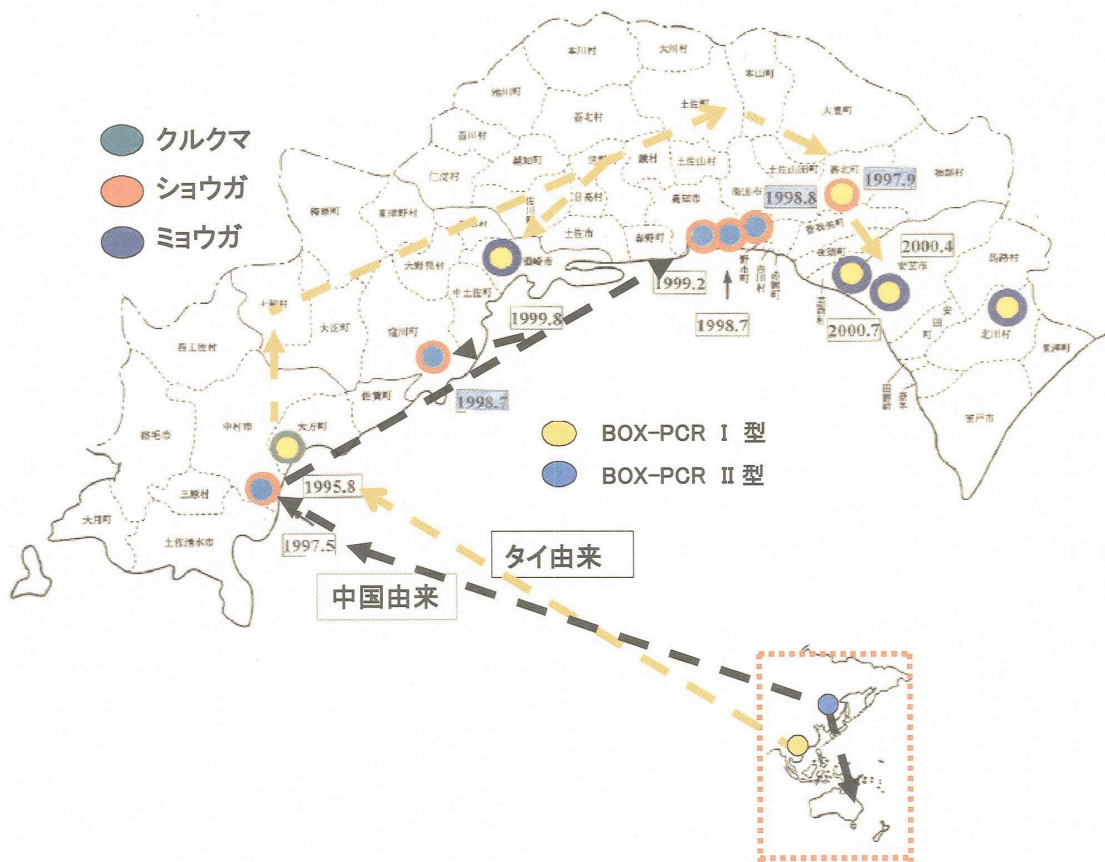 本川村
大川村
本山町
大豊町
池川町
土佐町
吾北村
吾川村
クルクマ
越知町
伊野町
鏡村
土佐山村
土佐山田町
香北町
物部村
1997.9
仁淀村
ショウガ
日高村
高知市
南国市
1998.8
檮原町
東津野村
佐川町
香我美町
土佐市
春野町
2000.4
ミョウガ
夜須町
安芸市
馬路村
大野見村
須崎市
野市町
吉川村
赤岡町
1999.2
中土佐町
芸西村
十和村
1999.8
1998.7
2000.7
安田町
北川村
大正町
窪川町
東洋町
西土佐村
田野町
奈半利町
佐賀町
1998.7
室戸市
宿毛市
中村市
大方町
BOX-PCR I 型
BOX-PCR II 型
三原村
1995.8
大月町
土佐清水市
1997.5
タイ由来
中国由来